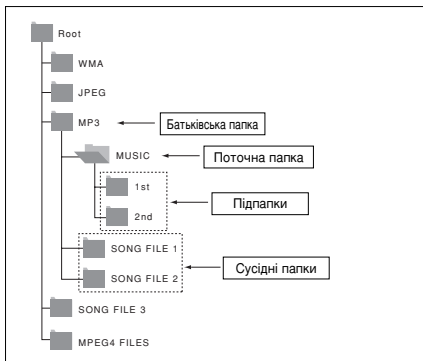 Root
WMA
JPEG
MP3
Батьківська папка
MUSIC
Поточна папка
1st
2nd
Підпапки
SONG FILE 1
SONG FILE 2
Сусідні папки
SONG FILE 3
MPEG4 FILES